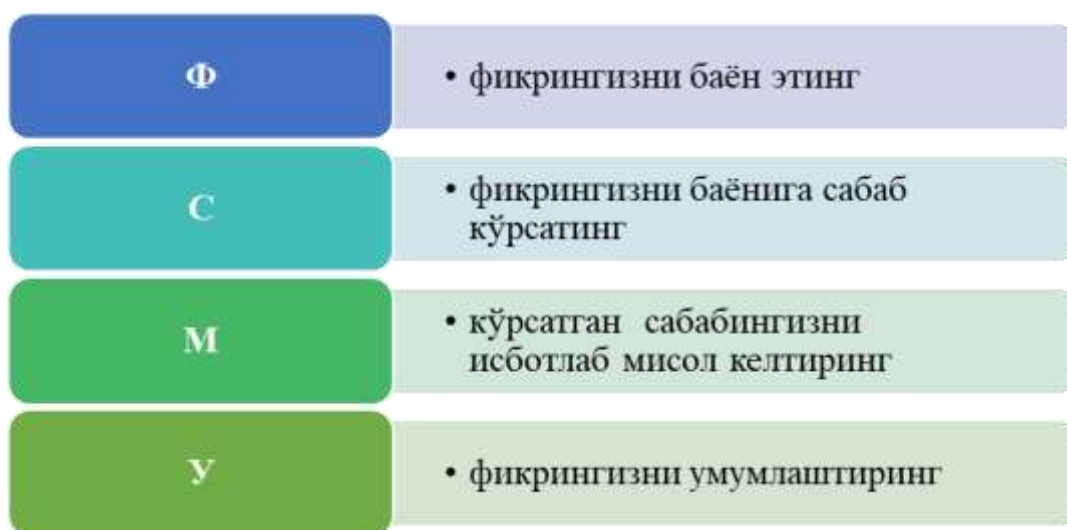 Ф
• фикрингизни баён этинг
С
• фикрингизни баёнига сабаб
кўрсатинг
М
• кўрсатган сабабингизни
исботлаб мисол келтиринг
У
• фикрингизни умумлаштиринг